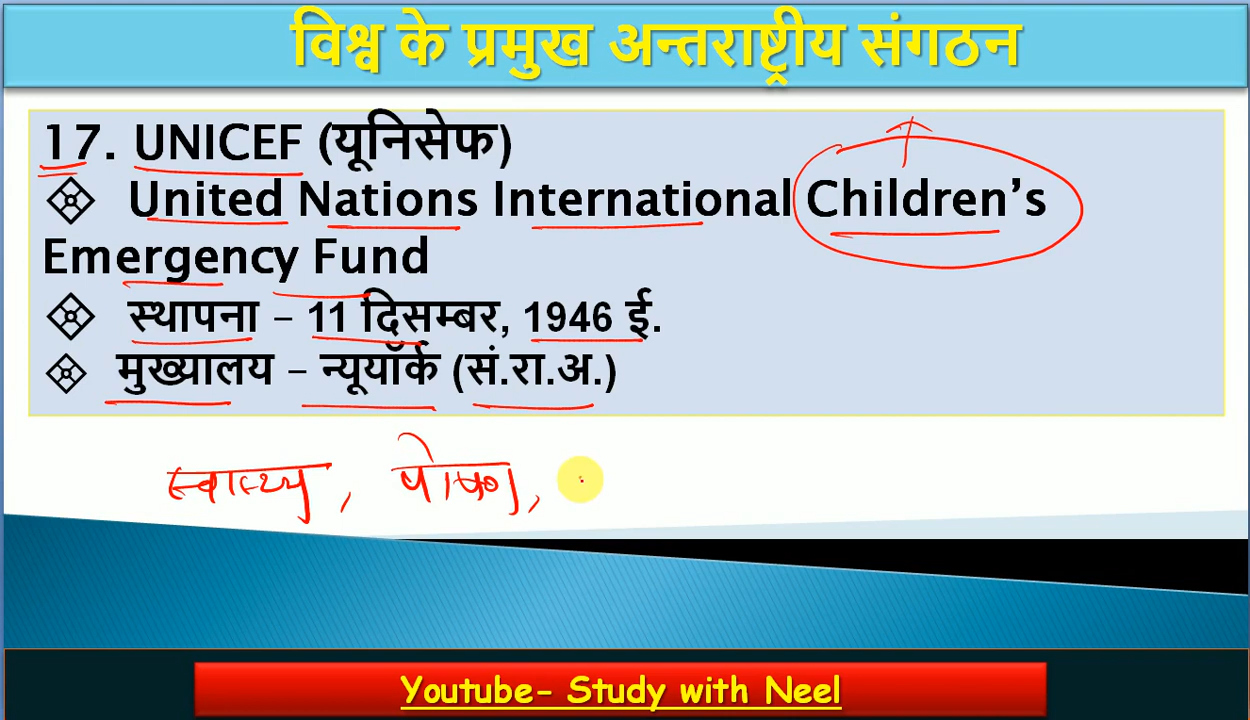 विश्व के प्रमुख अन्तराष्ट्रीय संगठन
17. UNICEF (यूनिसेफ)
United Nations International Children’s
Emergency Fund
स्थापना – 11 दिसम्बर, 1946 ई.
मुख्यालय – न्यूयॉर्क (सं.रा.अ.)
स्वास्थ्य, पोषण,
Youtube- Study with Neel